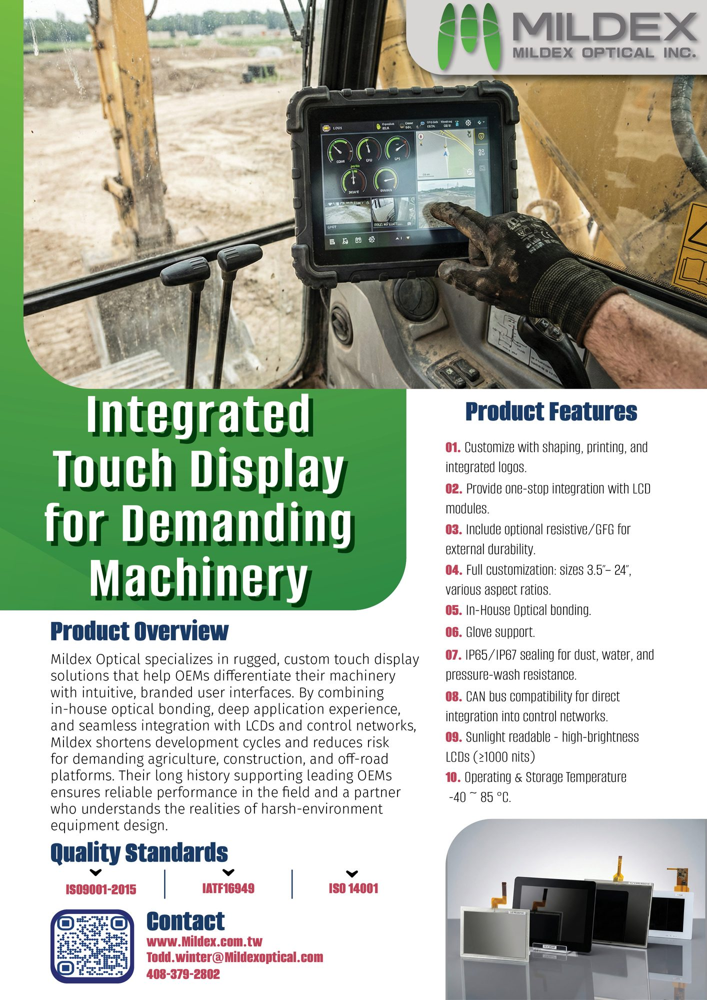 MILDEX
MILDEX OPTICAL INC.
Integrated
Touch Display
for Demanding
Machinery
Product Overview
Mildex Optical specializes in rugged, custom touch display
solutions that help OEMs differentiate their machinery
with intuitive, branded user interfaces. By combining
in-house optical bonding, deep application experience,
and seamless integration with LCDs and control networks,
Mildex shortens development cycles and reduces risk
for demanding agriculture, construction, and off-road
platforms. Their long history supporting leading OEMs
ensures reliable performance in the field and a partner
who understands the realities of harsh-environment
equipment design.
Quality Standards
ISO9001-2015
IATF16949
ISO 14001
Contact
www.Mildex.com.tw
Todd.winter@Mildexoptical.com
408-379-2802
Product Features
01. Customize with shaping, printing, and
integrated logos.
02. Provide one-stop integration with LCD
modules.
03. Include optional resistive/GFG for
external durability.
04. Full customization: sizes 3.5″– 24″,
various aspect ratios.
05. In-House Optical bonding.
06. Glove support.
07. IP65/IP67 sealing for dust, water, and
pressure-wash resistance.
08. CAN bus compatibility for direct
integration into control networks.
09. Sunlight readable - high-brightness
LCDs (≥1000 nits)
10. Operating & Storage Temperature
-40 ~ 85 °C.
3.5" RESISTIVE
10.4" PCAP
7" PCAP